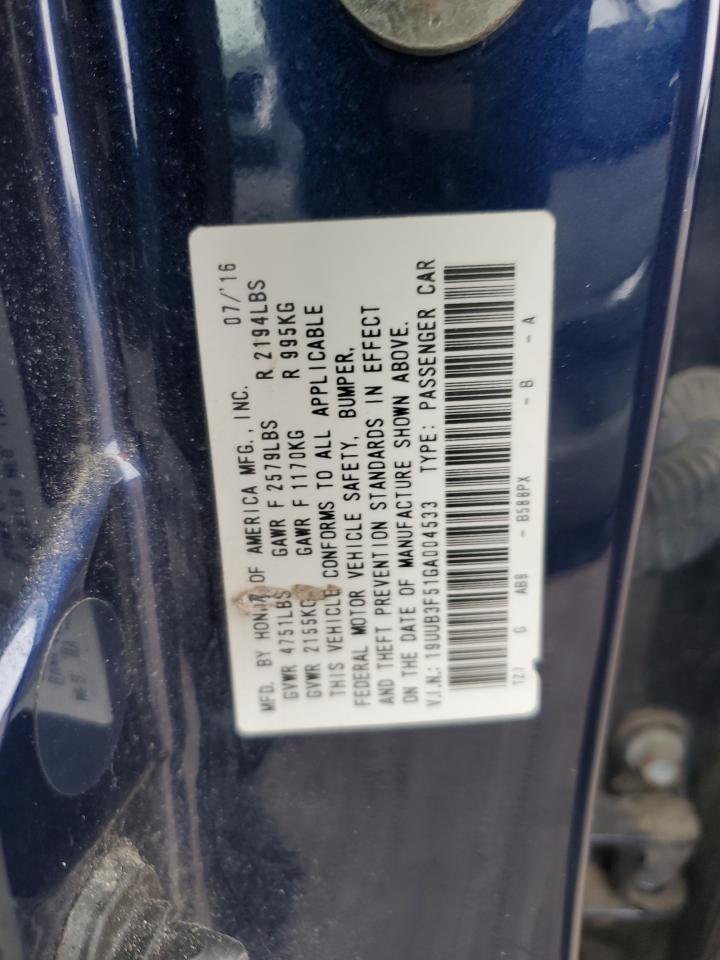 MFD. BY HONDA OF AMERICA MFG., INC. 07/'16
GVWR 4751LBS GAWR F 2579LBS R 2194LBS
GVWR 2155KG GAWR F 1170KG R 995KG
THIS VEHICLE CONFORMS TO ALL APPLICABLE
FEDERAL MOTOR VEHICLE SAFETY, BUMPER,
AND THEFT PREVENTION STANDARDS IN EFFECT
ON THE DATE OF MANUFACTURE SHOWN ABOVE.
V.I.N.: 19UUB3F51GA004533 TYPE: PASSENGER CAR
TZ7 G AB9 - B588PX - B - A